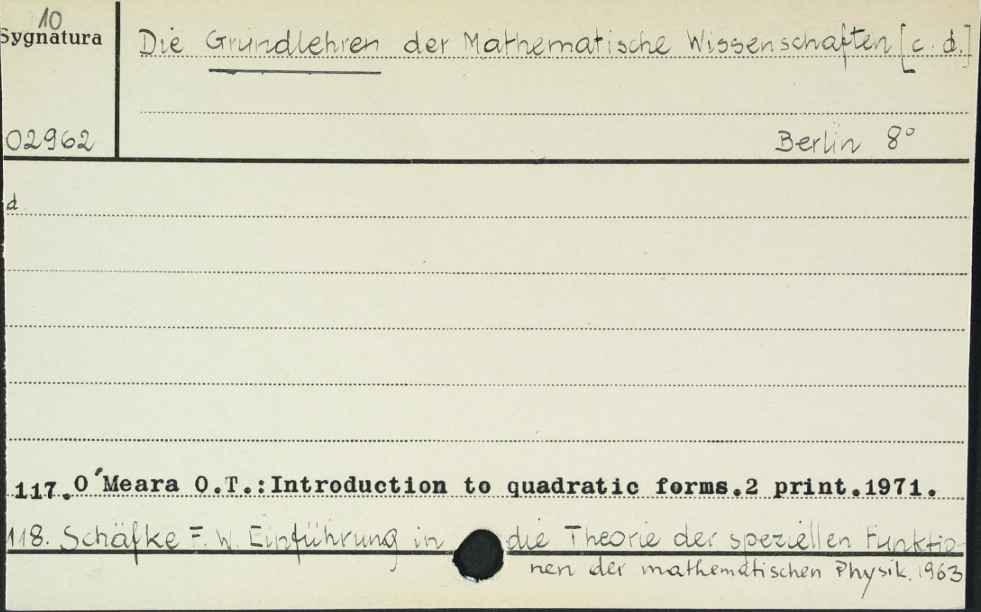 10
Sygnatura
Die Grundlehren der Mathematische Wissenschaften [c. d.]
02962
Berlin 8°
d
117. O'Meara O.T.: Introduction to quadratic forms. 2 print. 1971.
118. Schäfke F. W. Einführung in die Theorie der speziellen Funktio-
nen der mathematischen Physik. 1963